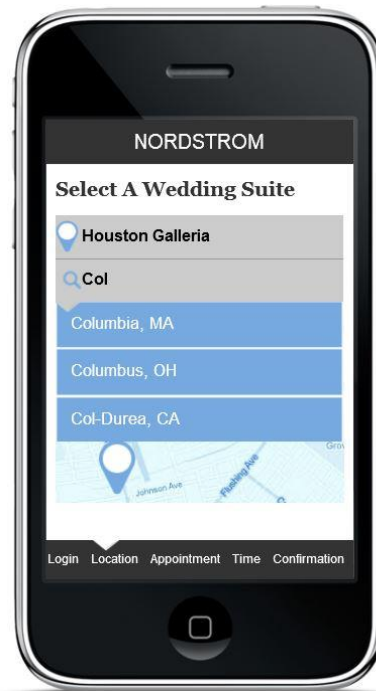 NORDSTROM
Select A Wedding Suite
Houston Galleria
Col
Columbia, MA
Columbus, OH
Col-Durea, CA
Grov
Johnson Ave
Flushing Ave
Login Location Appointment Time Confirmation